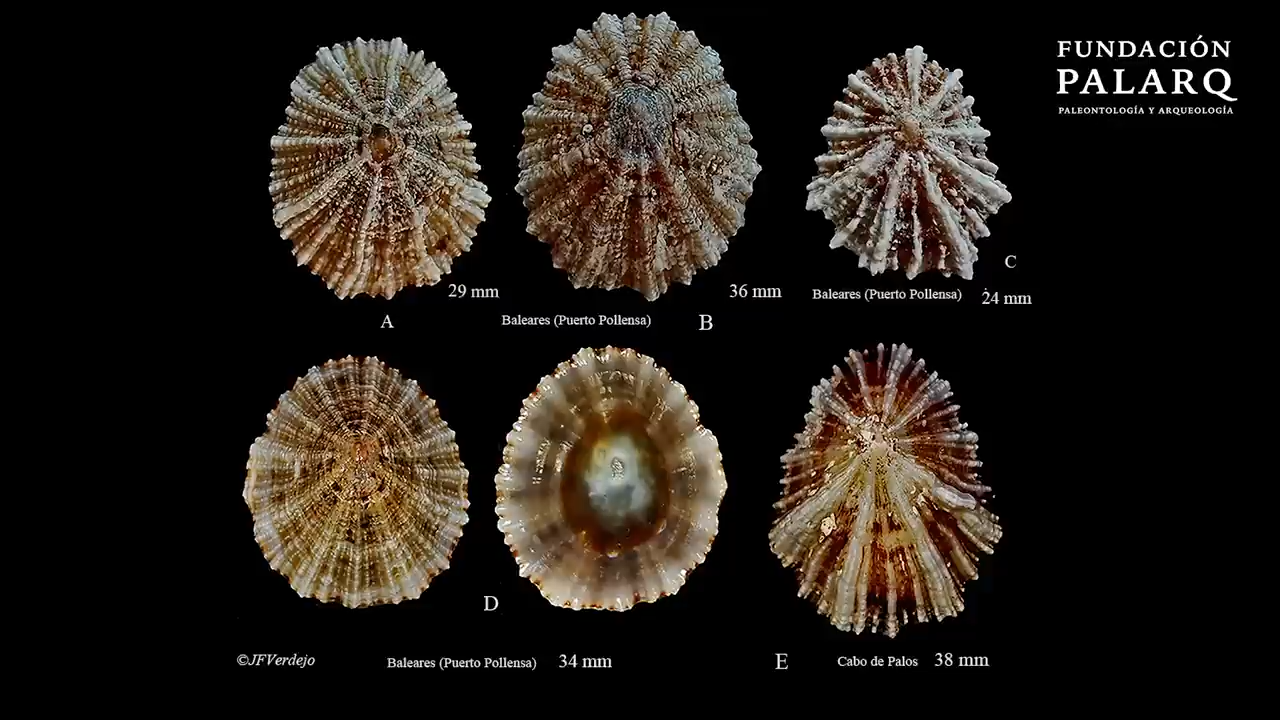 FUNDACIÓN
PALARQ
PALEONTOLOGÍA Y ARQUEOLOGÍA
29 mm
A
36 mm
Baleares (Puerto Pollensa)
B
C
Baleares (Puerto Pollensa)
24 mm
D
©JFVerdejo
Baleares (Puerto Pollensa)
34 mm
E
Cabo de Palos
38 mm